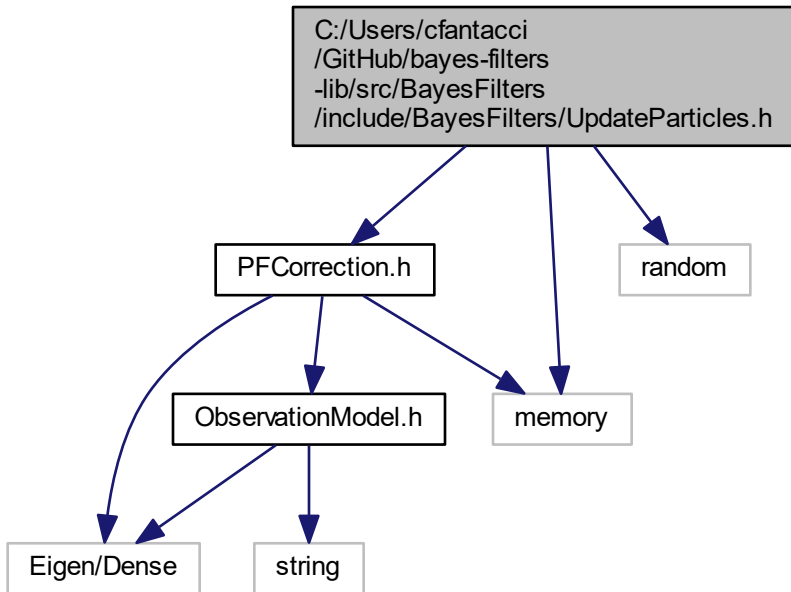 C:/Users/cfantacci
/GitHub/bayes-filters
-lib/src/BayesFilters
/include/BayesFilters/UpdateParticles.h
PFCorrection.h
random
ObservationModel.h
memory
Eigen/Dense
string